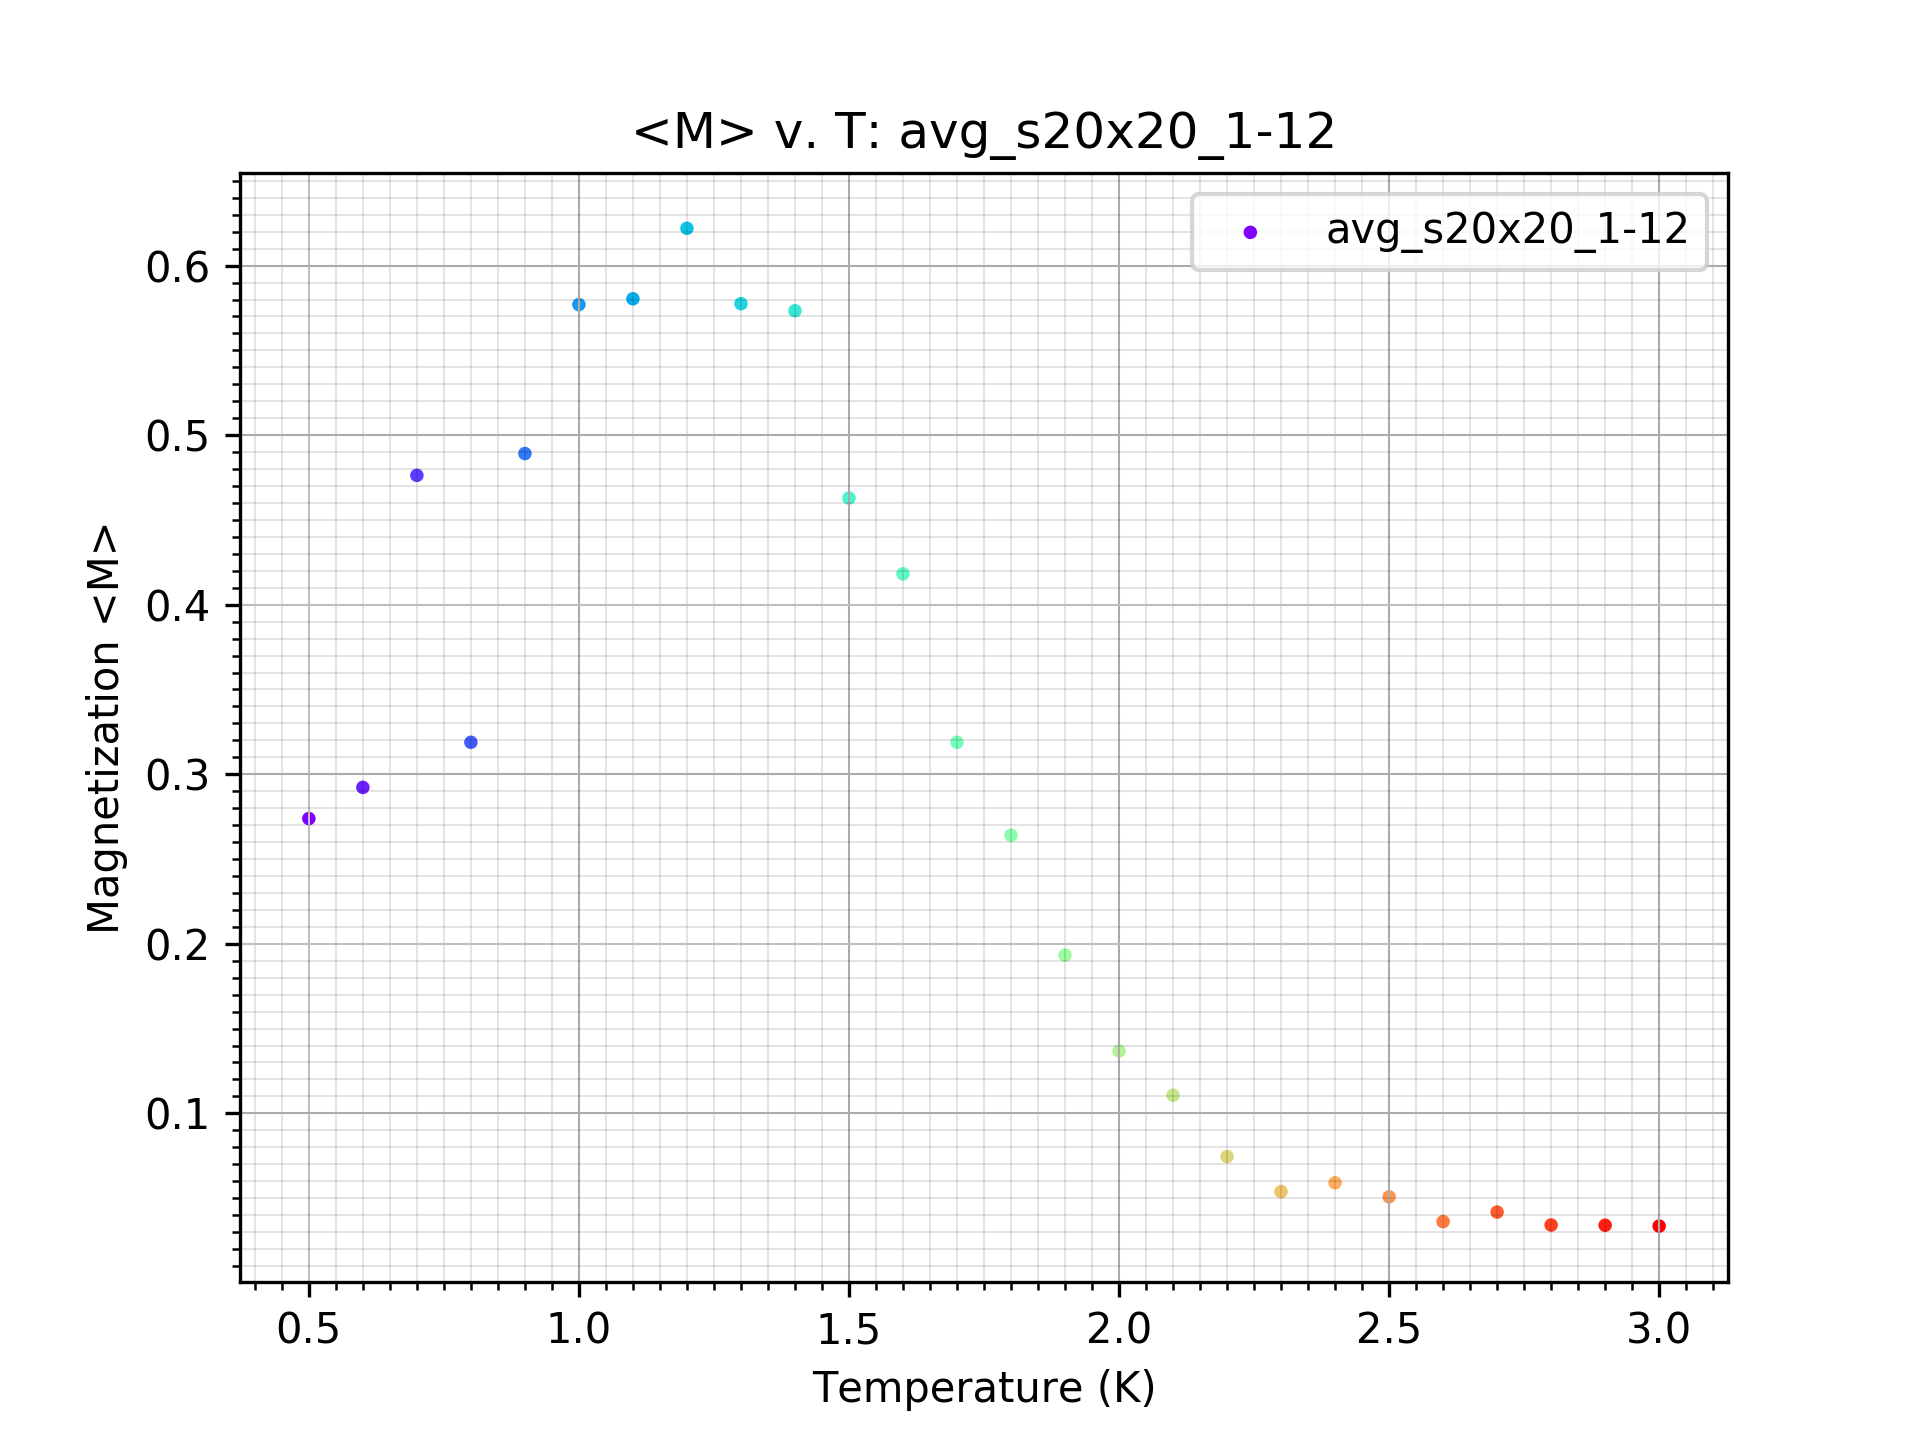 <M> v. T: avg_s20x20_1-12
avg_s20x20_1-12
0.6
0.5
0.4
0.3
0.2
0.1
Magnetization <M>
0.5 1.0 1.5 2.0 2.5 3.0
Temperature (K)